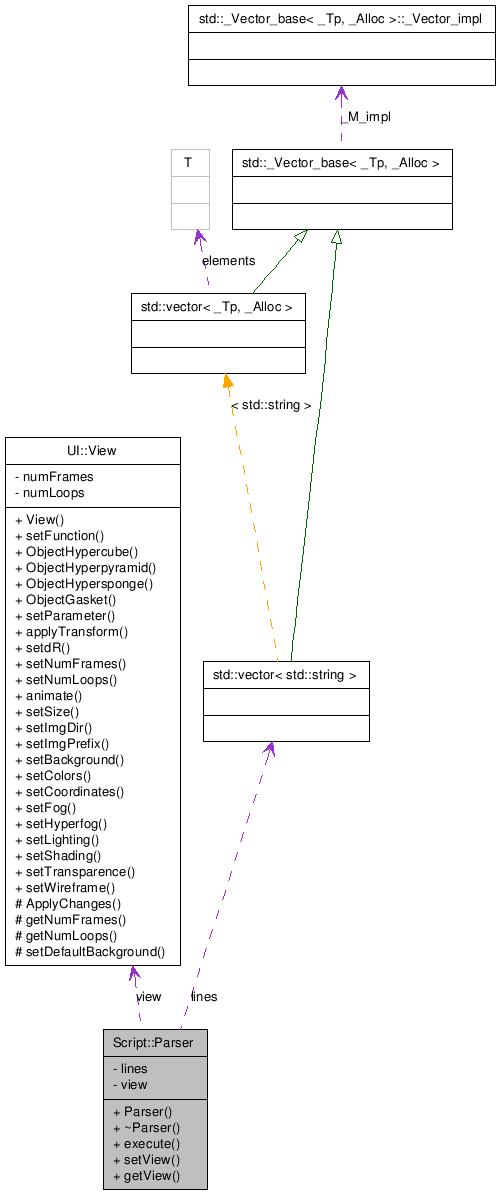 std::_Vector_base< _Tp, _Alloc >::_Vector_impl
_M_impl
T
std::_Vector_base< _Tp, _Alloc >
elements
std::vector< _Tp, _Alloc >
< std::string >
UI::View
- numFrames
- numLoops
+ View()
+ setFunction()
+ ObjectHypercube()
+ ObjectHyperpyramid()
+ ObjectHypersponge()
+ ObjectGasket()
+ setParameter()
+ applyTransform()
+ setdR()
+ setNumFrames()
+ setNumLoops()
+ animate()
+ setSize()
+ setImgDir()
+ setImgPrefix()
+ setBackground()
+ setColors()
+ setCoordinates()
+ setFog()
+ setHyperfog()
+ setLighting()
+ setShading()
+ setTransparence()
+ setWireframe()
# ApplyChanges()
# getNumFrames()
# getNumLoops()
# setDefaultBackground()
std::vector< std::string >
view
lines
Script::Parser
- lines
- view
+ Parser()
+ ~Parser()
+ execute()
+ setView()
+ getView()